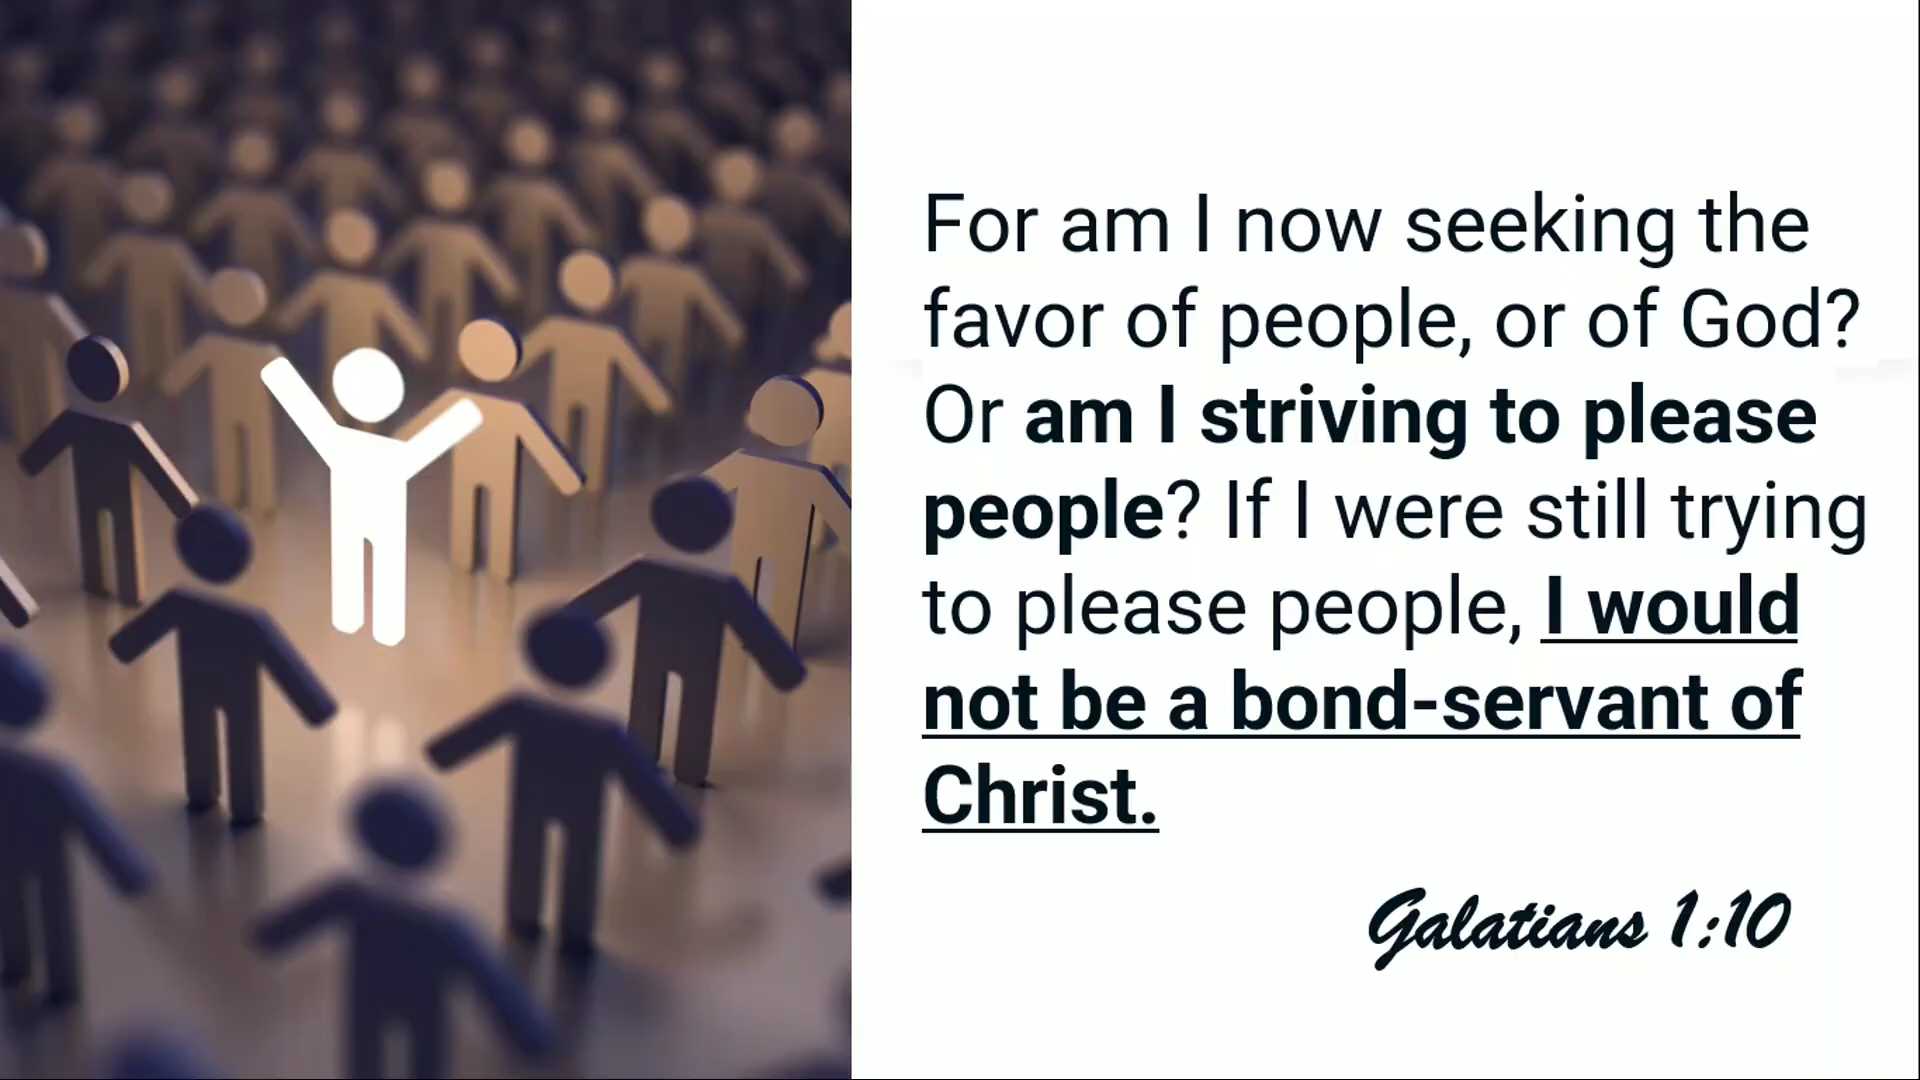 For am I now seeking the
favor of people, or of God?
Or am I striving to please
people? If I were still trying
to please people, I would
not be a bond-servant of
Christ.
Galatians 1:10